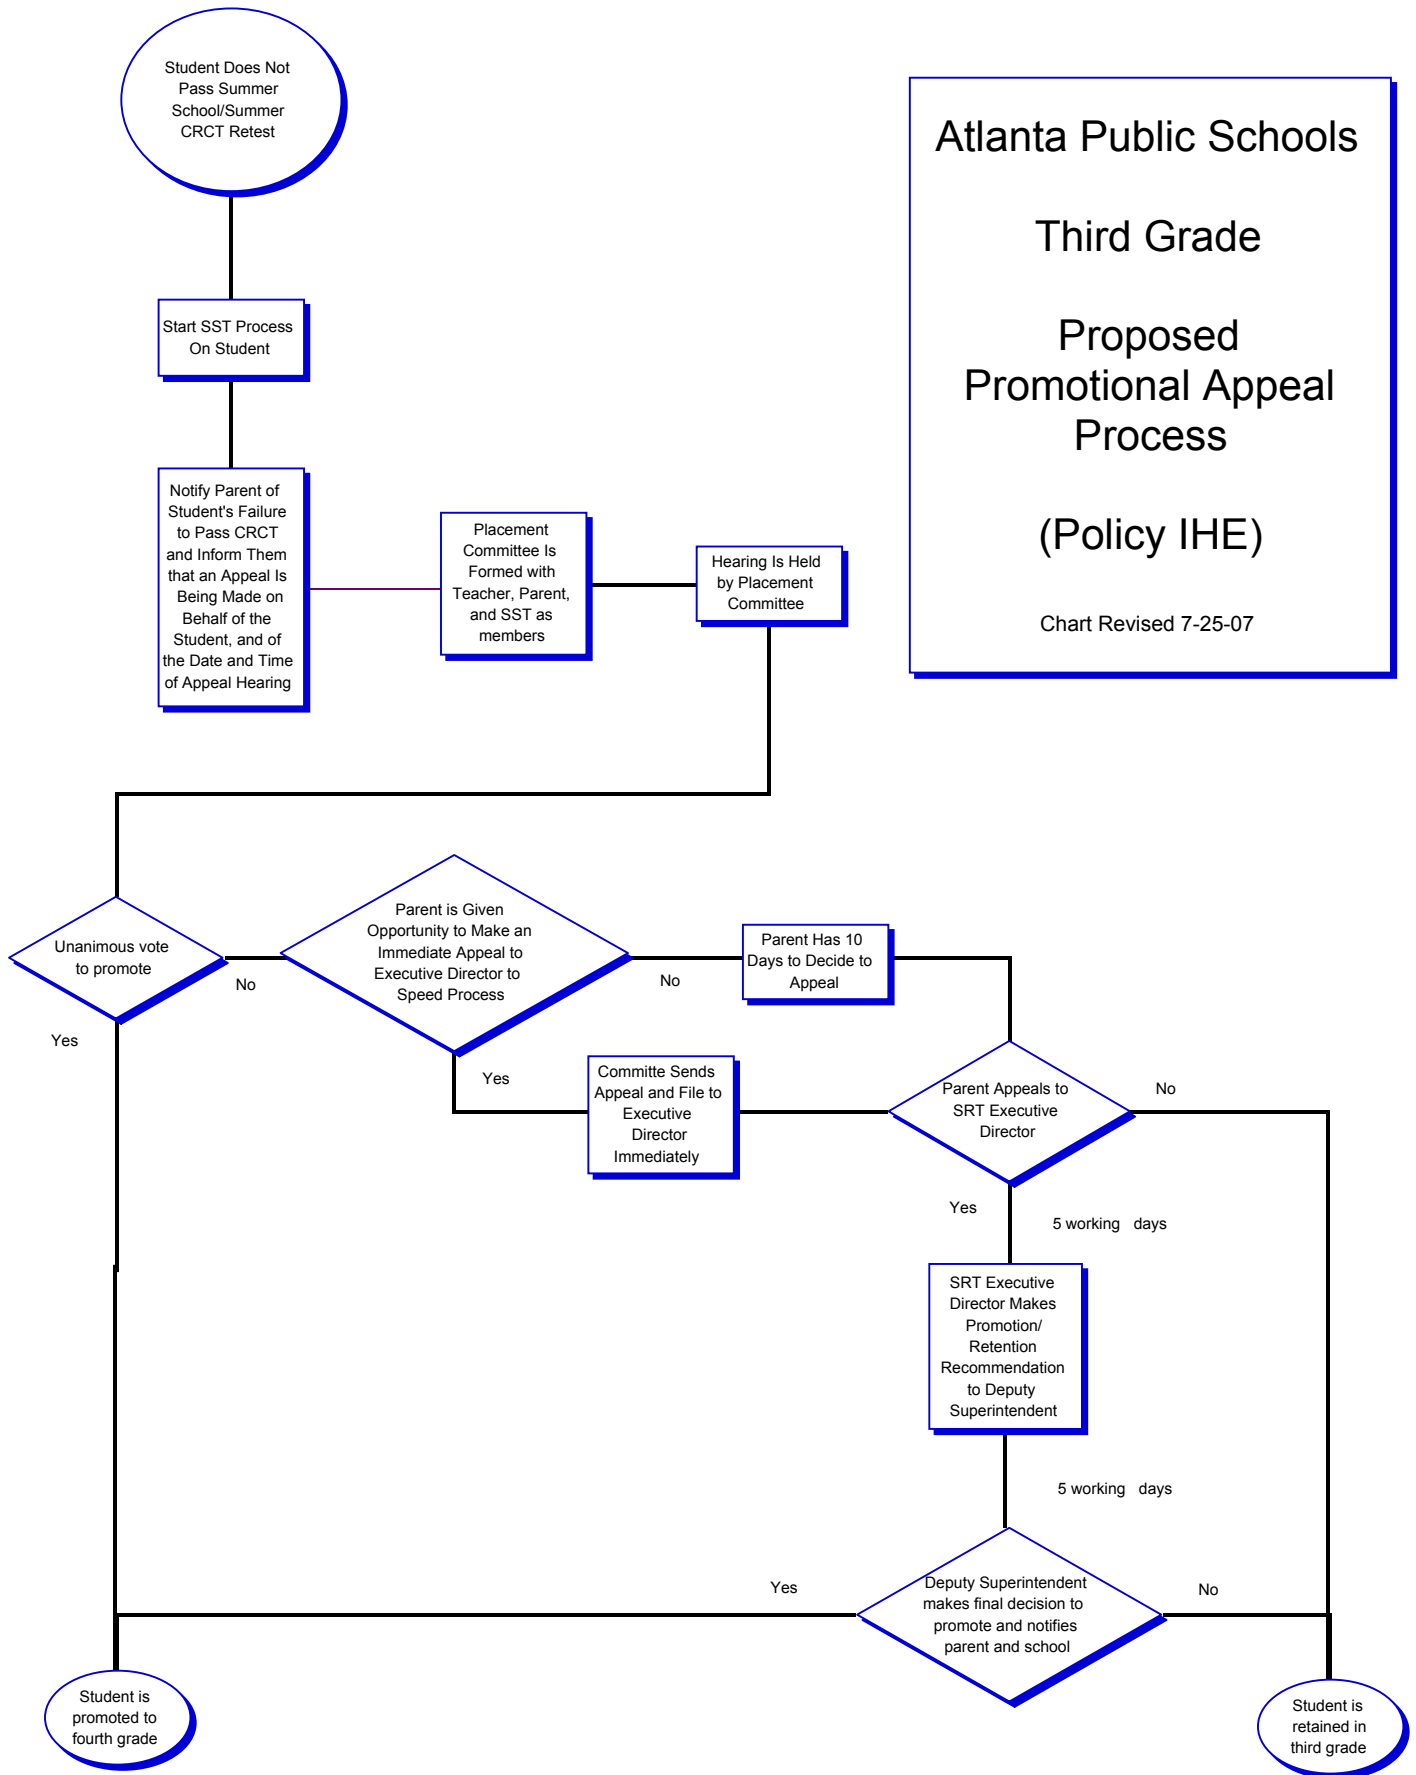 Student Does Not
Pass Summer
School/Summer
CRCT Retest
Atlanta Public Schools
Third Grade
Proposed
Promotional Appeal
Process
(Policy IHE)
Chart Revised 7-25-07
Start SST Process
On Student
Notify Parent of
Student's Failure
to Pass CRCT
and Inform Them
that an Appeal Is
Being Made on
Behalf of the
Student, and of
the Date and Time
of Appeal Hearing
Placement
Committee Is
Formed with
Teacher, Parent,
and SST as
members
Hearing Is Held
by Placement
Committee
Unanimous vote
to promote
No
Yes
Parent is Given
Opportunity to Make an
Immediate Appeal to
Executive Director to
Speed Process
No
Yes
Parent Has 10
Days to Decide to
Appeal
Committe Sends
Appeal and File to
Executive
Director
Immediately
Parent Appeals to
SRT Executive
Director
No
Yes
5 working days
SRT Executive
Director Makes
Promotion/
Retention
Recommendation
to Deputy
Superintendent
5 working days
Deputy Superintendent
makes final decision to
promote and notifies
parent and school
Yes
No
Student is
promoted to
fourth grade
Student is
retained in
third grade